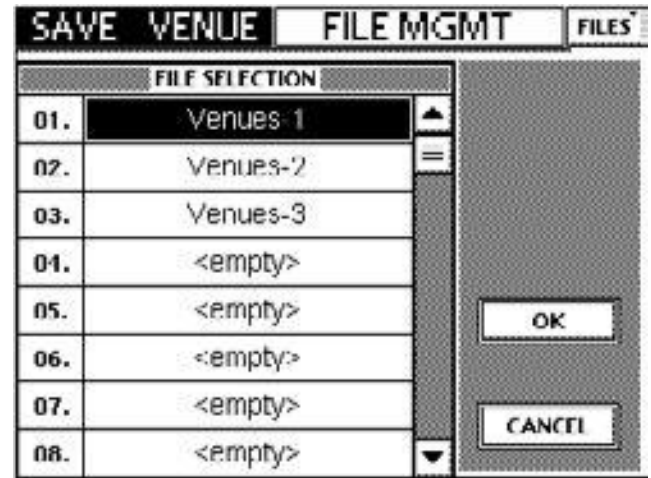 SAVE VENUE FILE MGMT FILES
FILE SELECTION
01. Venues-1
02. Venues-2
03. Venues-3
04. <empty>
05. <empty>
06. <empty>
07. <empty>
08. <empty>
OK
CANCEL